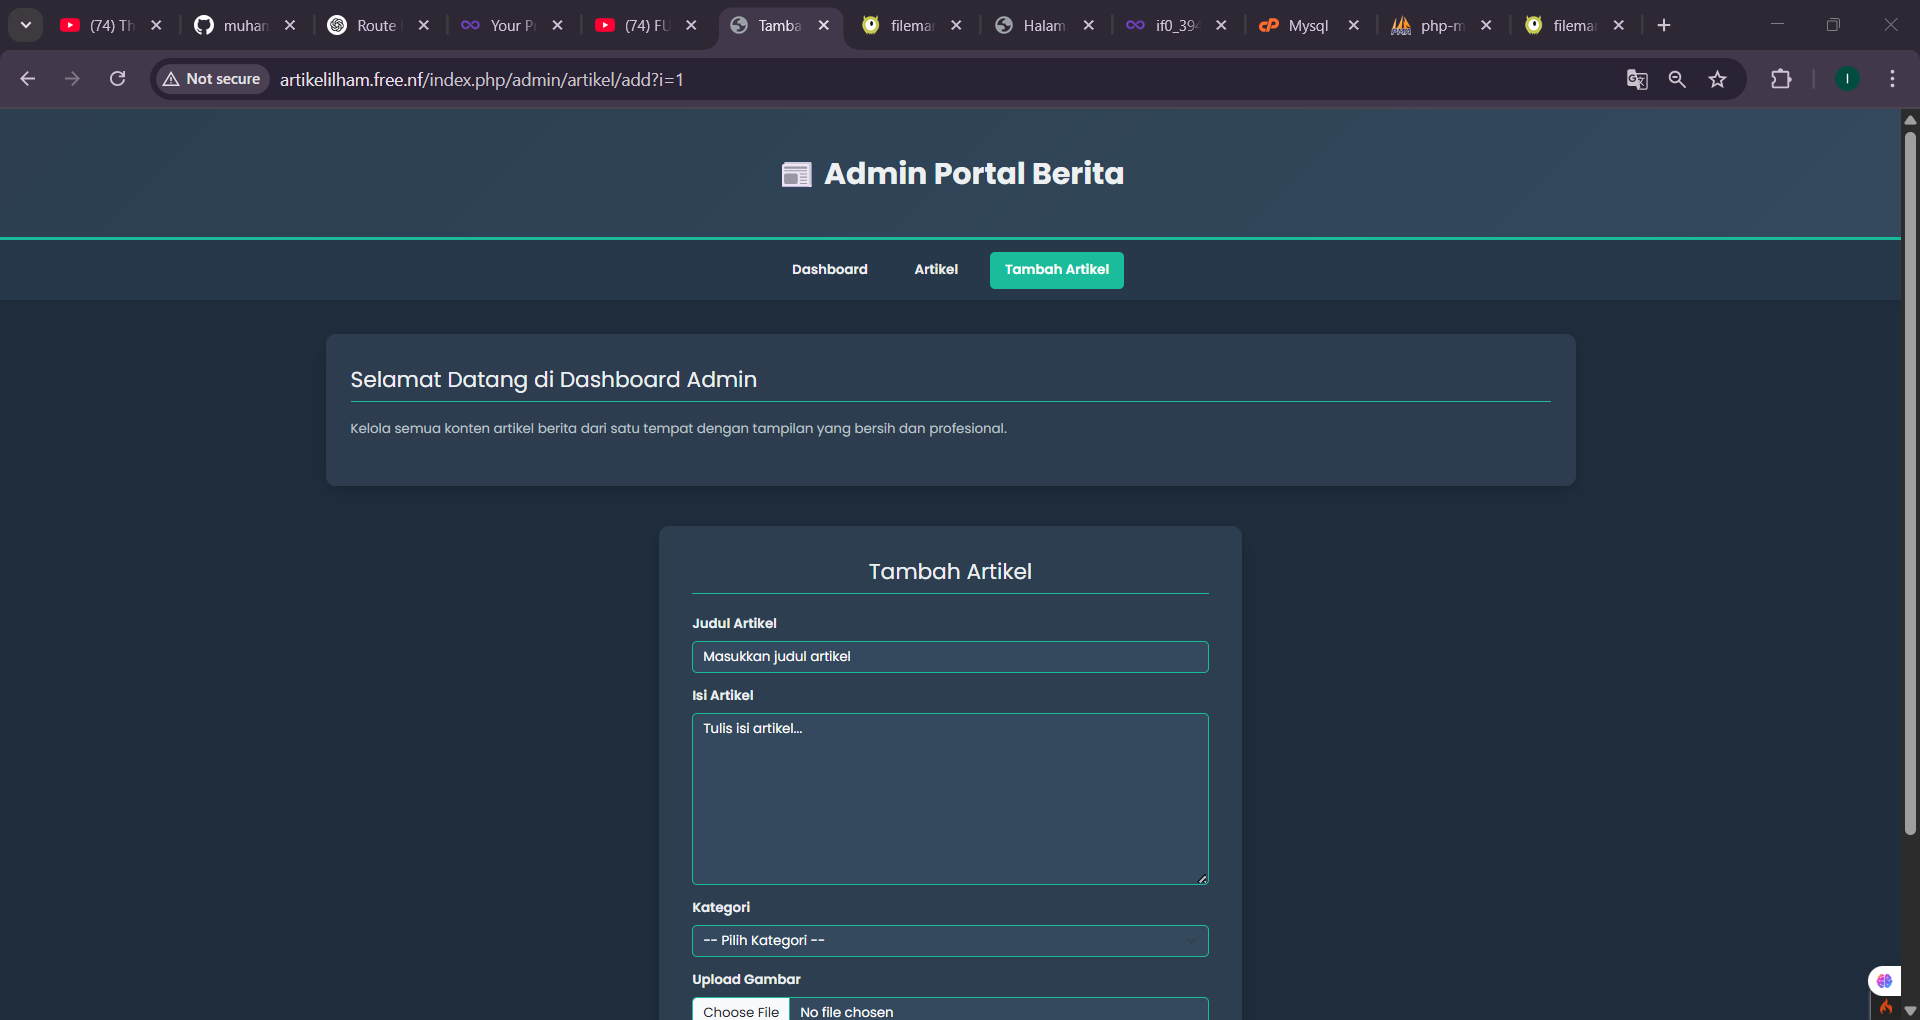 (74) Th
muhan
Route
Your P
(74) FU
Tamba
filemar
Halam
if0_394
Mysql
php-m
filemar
Not secure
artikelilham.free.nf/index.php/admin/artikel/add?i=1
I
Admin Portal Berita
Dashboard
Artikel
Tambah Artikel
Selamat Datang di Dashboard Admin
Kelola semua konten artikel berita dari satu tempat dengan tampilan yang bersih dan profesional.
Tambah Artikel
Judul Artikel
Masukkan judul artikel
Isi Artikel
Tulis isi artikel...
Kategori
-- Pilih Kategori --
Upload Gambar
Choose File No file chosen